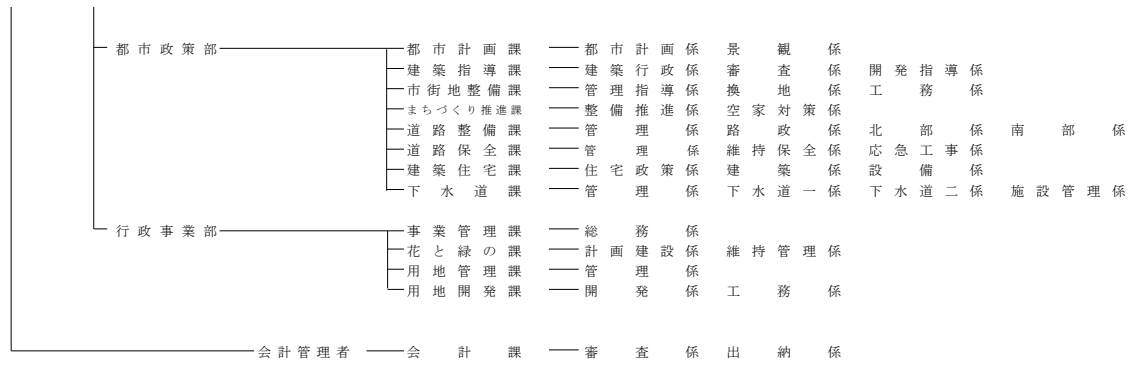 都市政策部 都市計画課 都市計画係 景観係
建築指導課 建築行政係 審査係 開発指導係
市街地整備課 管理指導係 換地係 工務係
まちづくり推進課 整備推進係 空家対策係
道路整備課 管理係 路政係 北部係 南部係
道路保全課 管理係 維持保全係 応急工事係
建築住宅課 住宅政策係 建築係 設備係
下水道課 管理係 下水道一係 下水道二係 施設管理係
行政事業部 事業管理課 総務係
花と緑の課 計画建設係 維持管理係
用地管理課 管理係
用地開発課 開発係 工務係
会計管理者 会計課 審査係 出納係